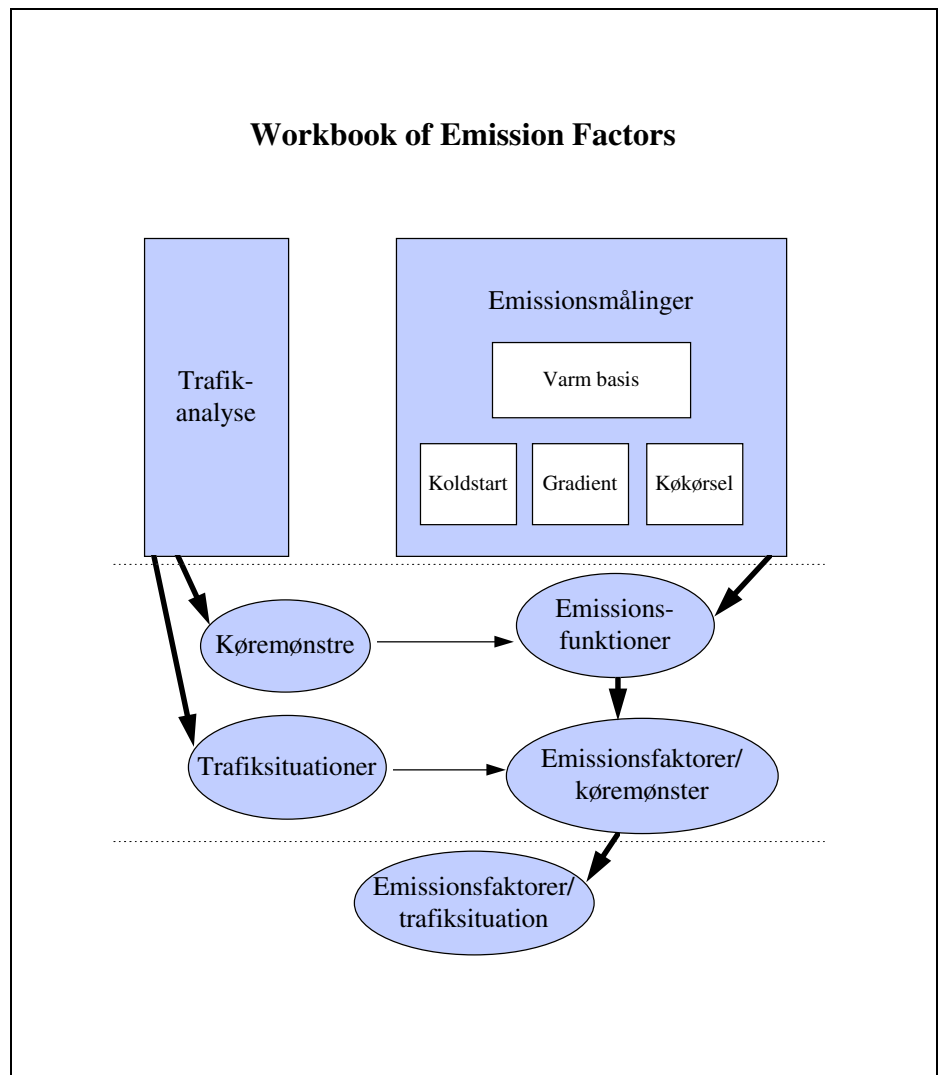 Workbook of Emission Factors
Trafik-
analyse
Emissionsmålinger
Varm basis
Koldstart
Gradient
Køkørsel
Køremønstre
Emissions-
funktioner
Trafiksituationer
Emissionsfaktorer/
køremønster
Emissionsfaktorer/
trafiksituation